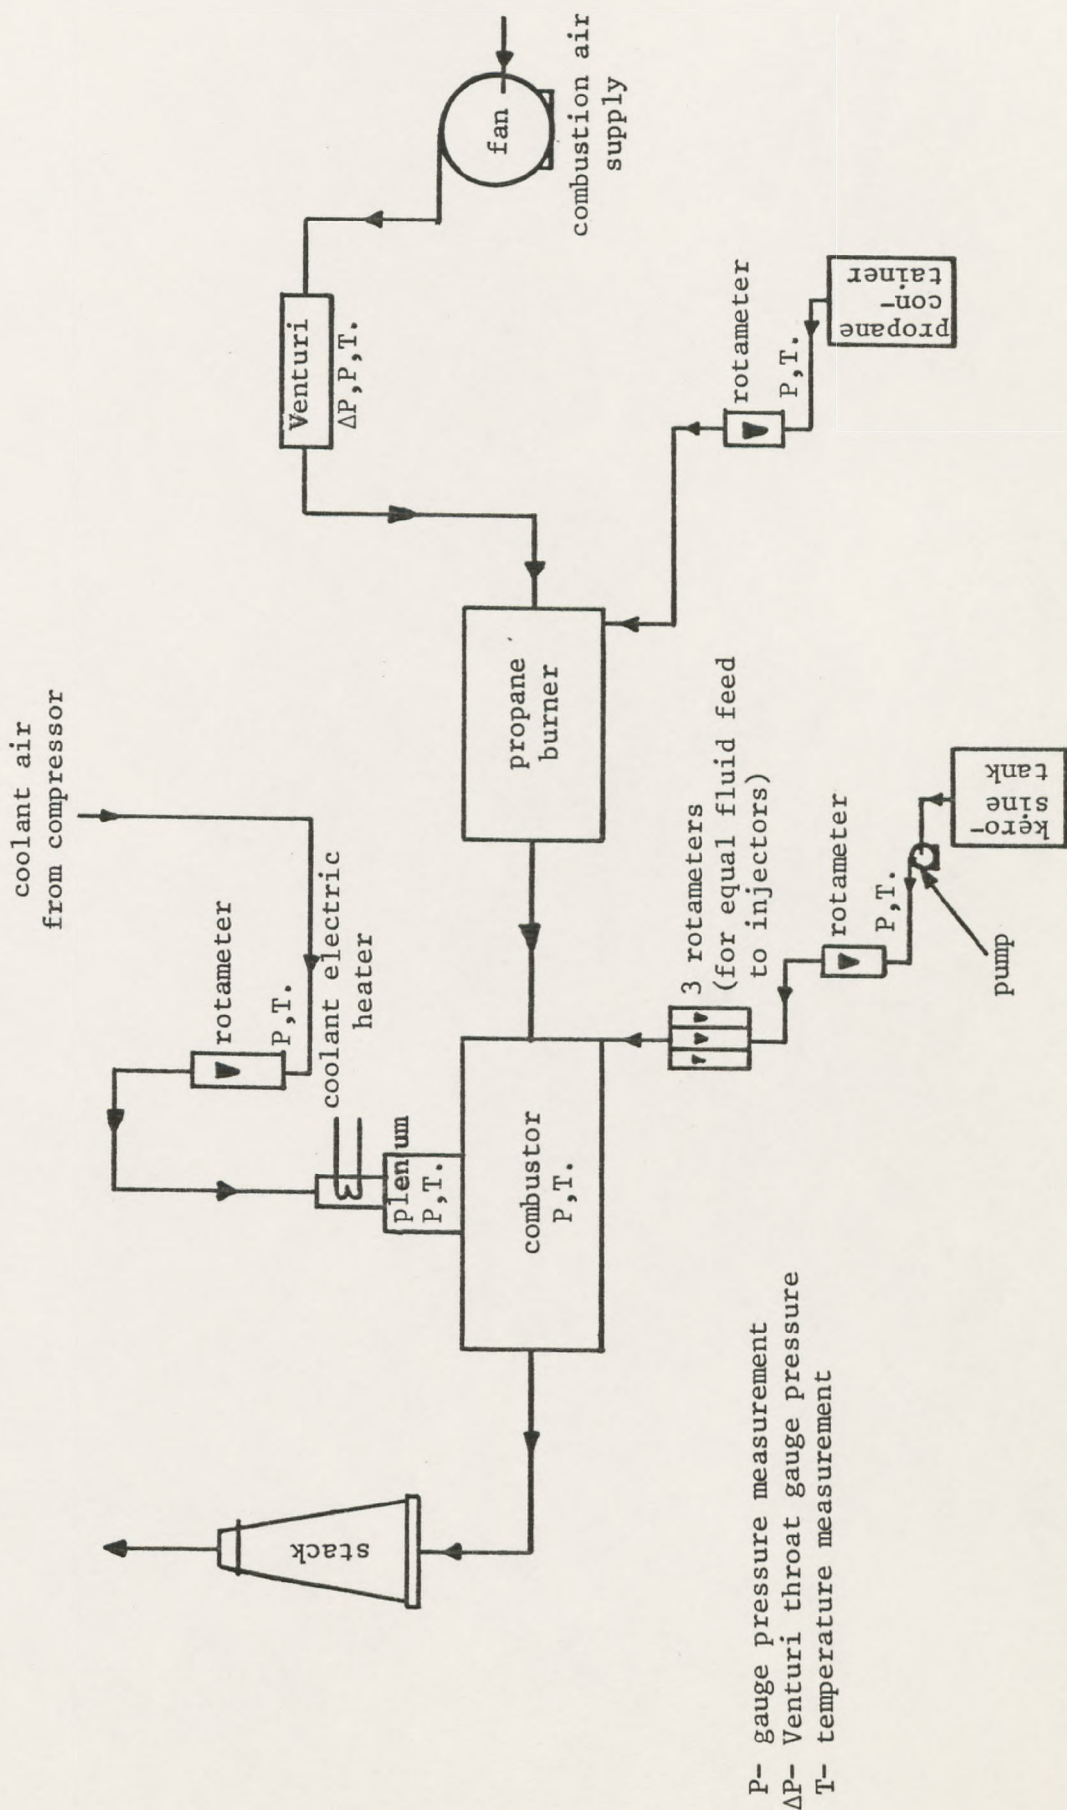 coolant air
from compressor
rotameter
P,T.
coolant electric
heater
plenum
P,T.
stack
combustor
P,T.
propane
burner
Venturi
ΔP,P,T.
fan
combustion air
supply
rotameter
P,T.
propane
con-
tainer
3 rotameters
(for equal fluid feed
to injectors)
rotameter
P,T.
pump
kero-
sine
tank
P- gauge pressure measurement
ΔP- Venturi throat gauge pressure
T- temperature measurement